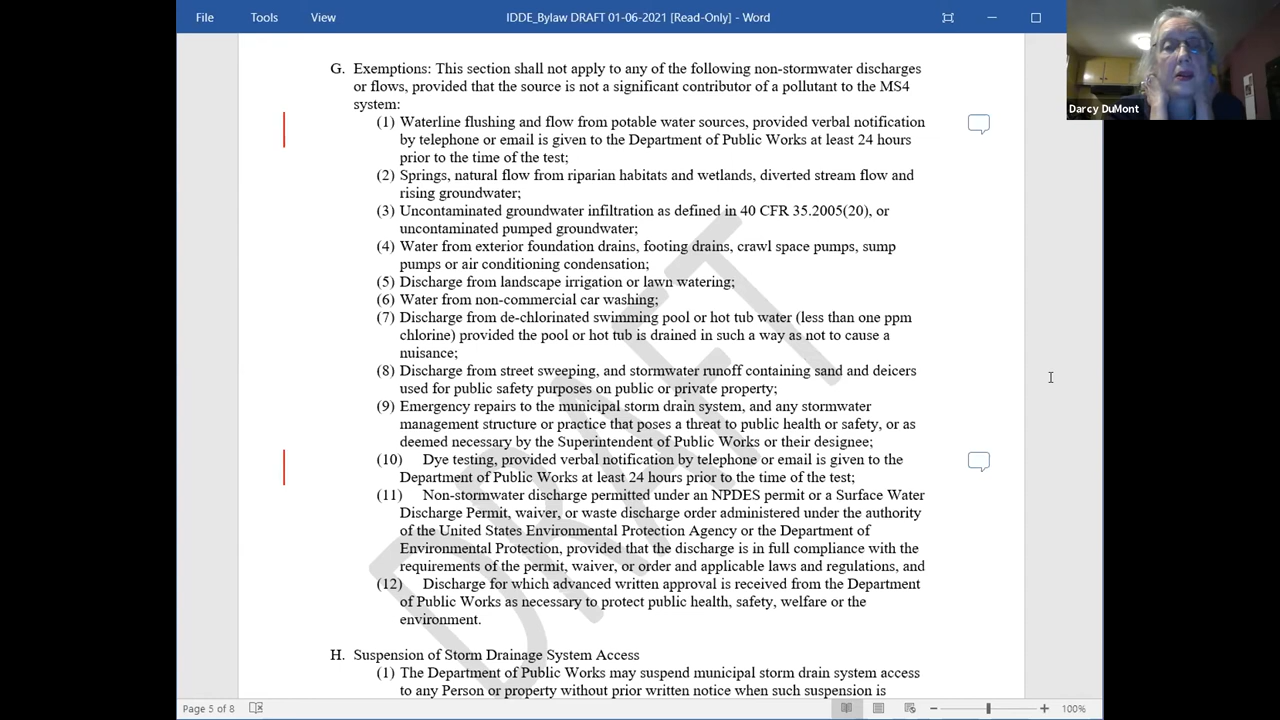 File Tools View IDDE_Bylaw DRAFT 01-06-2021 [Read-Only] - Word
Darcy DuMont
G. Exemptions: This section shall not apply to any of the following non-stormwater discharges
or flows, provided that the source is not a significant contributor of a pollutant to the MS4
system:
(1) Waterline flushing and flow from potable water sources, provided verbal notification
by telephone or email is given to the Department of Public Works at least 24 hours
prior to the time of the test;
(2) Springs, natural flow from riparian habitats and wetlands, diverted stream flow and
rising groundwater;
(3) Uncontaminated groundwater infiltration as defined in 40 CFR 35.2005(20), or
uncontaminated pumped groundwater;
(4) Water from exterior foundation drains, footing drains, crawl space pumps, sump
pumps or air conditioning condensation;
(5) Discharge from landscape irrigation or lawn watering;
(6) Water from non-commercial car washing;
(7) Discharge from de-chlorinated swimming pool or hot tub water (less than one ppm
chlorine) provided the pool or hot tub is drained in such a way as not to cause a
nuisance;
(8) Discharge from street sweeping, and stormwater runoff containing sand and deicers
used for public safety purposes on public or private property;
(9) Emergency repairs to the municipal storm drain system, and any stormwater
management structure or practice that poses a threat to public health or safety, or as
deemed necessary by the Superintendent of Public Works or their designee;
(10) Dye testing, provided verbal notification by telephone or email is given to the
Department of Public Works at least 24 hours prior to the time of the test;
(11) Non-stormwater discharge permitted under an NPDES permit or a Surface Water
Discharge Permit, waiver, or waste discharge order administered under the authority
of the United States Environmental Protection Agency or the Department of
Environmental Protection, provided that the discharge is in full compliance with the
requirements of the permit, waiver, or order and applicable laws and regulations, and
(12) Discharge for which advanced written approval is received from the Department
of Public Works as necessary to protect public health, safety, welfare or the
environment.
DRAFT
H. Suspension of Storm Drainage System Access
(1) The Department of Public Works may suspend municipal storm drain system access
to any Person or property without prior written notice when such suspension is
Page 5 of 8 100%